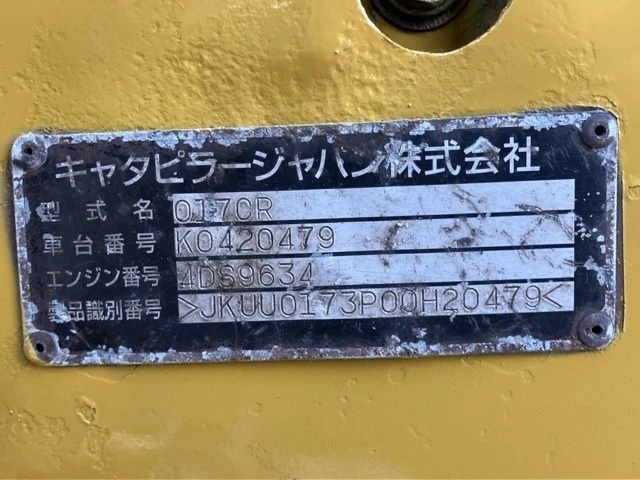 キャタピラージャパン株式会社
型式名 017CR
車台番号 K0420479
エンジン番号 4DS9634
製品識別番号 >JKUU0173P00H20479<